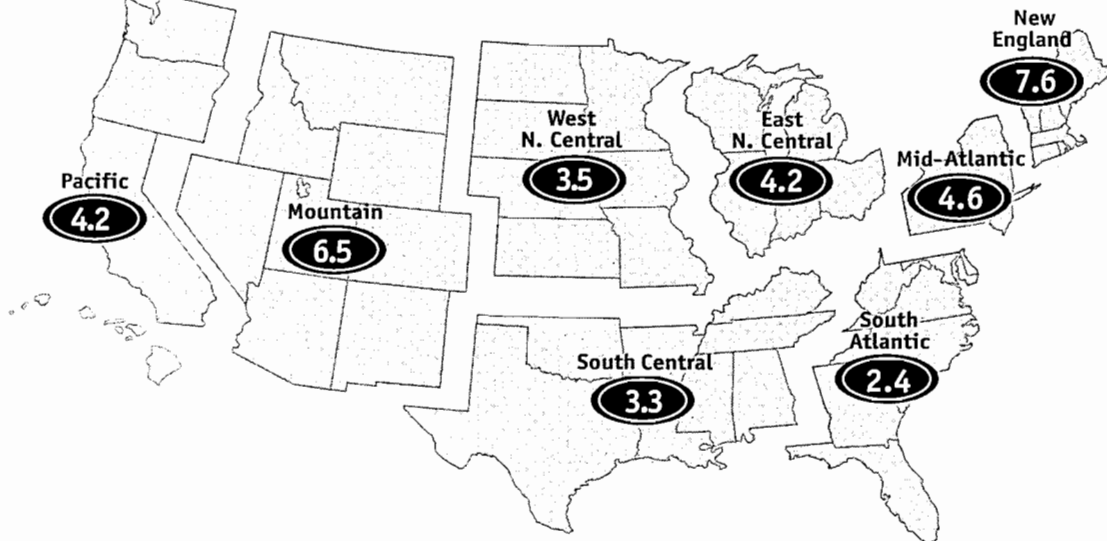 New
England
7.6
West
N. Central
3.5
East
N. Central
4.2
Mid-Atlantic
4.6
Pacific
4.2
Mountain
6.5
South
Atlantic
2.4
South Central
3.3